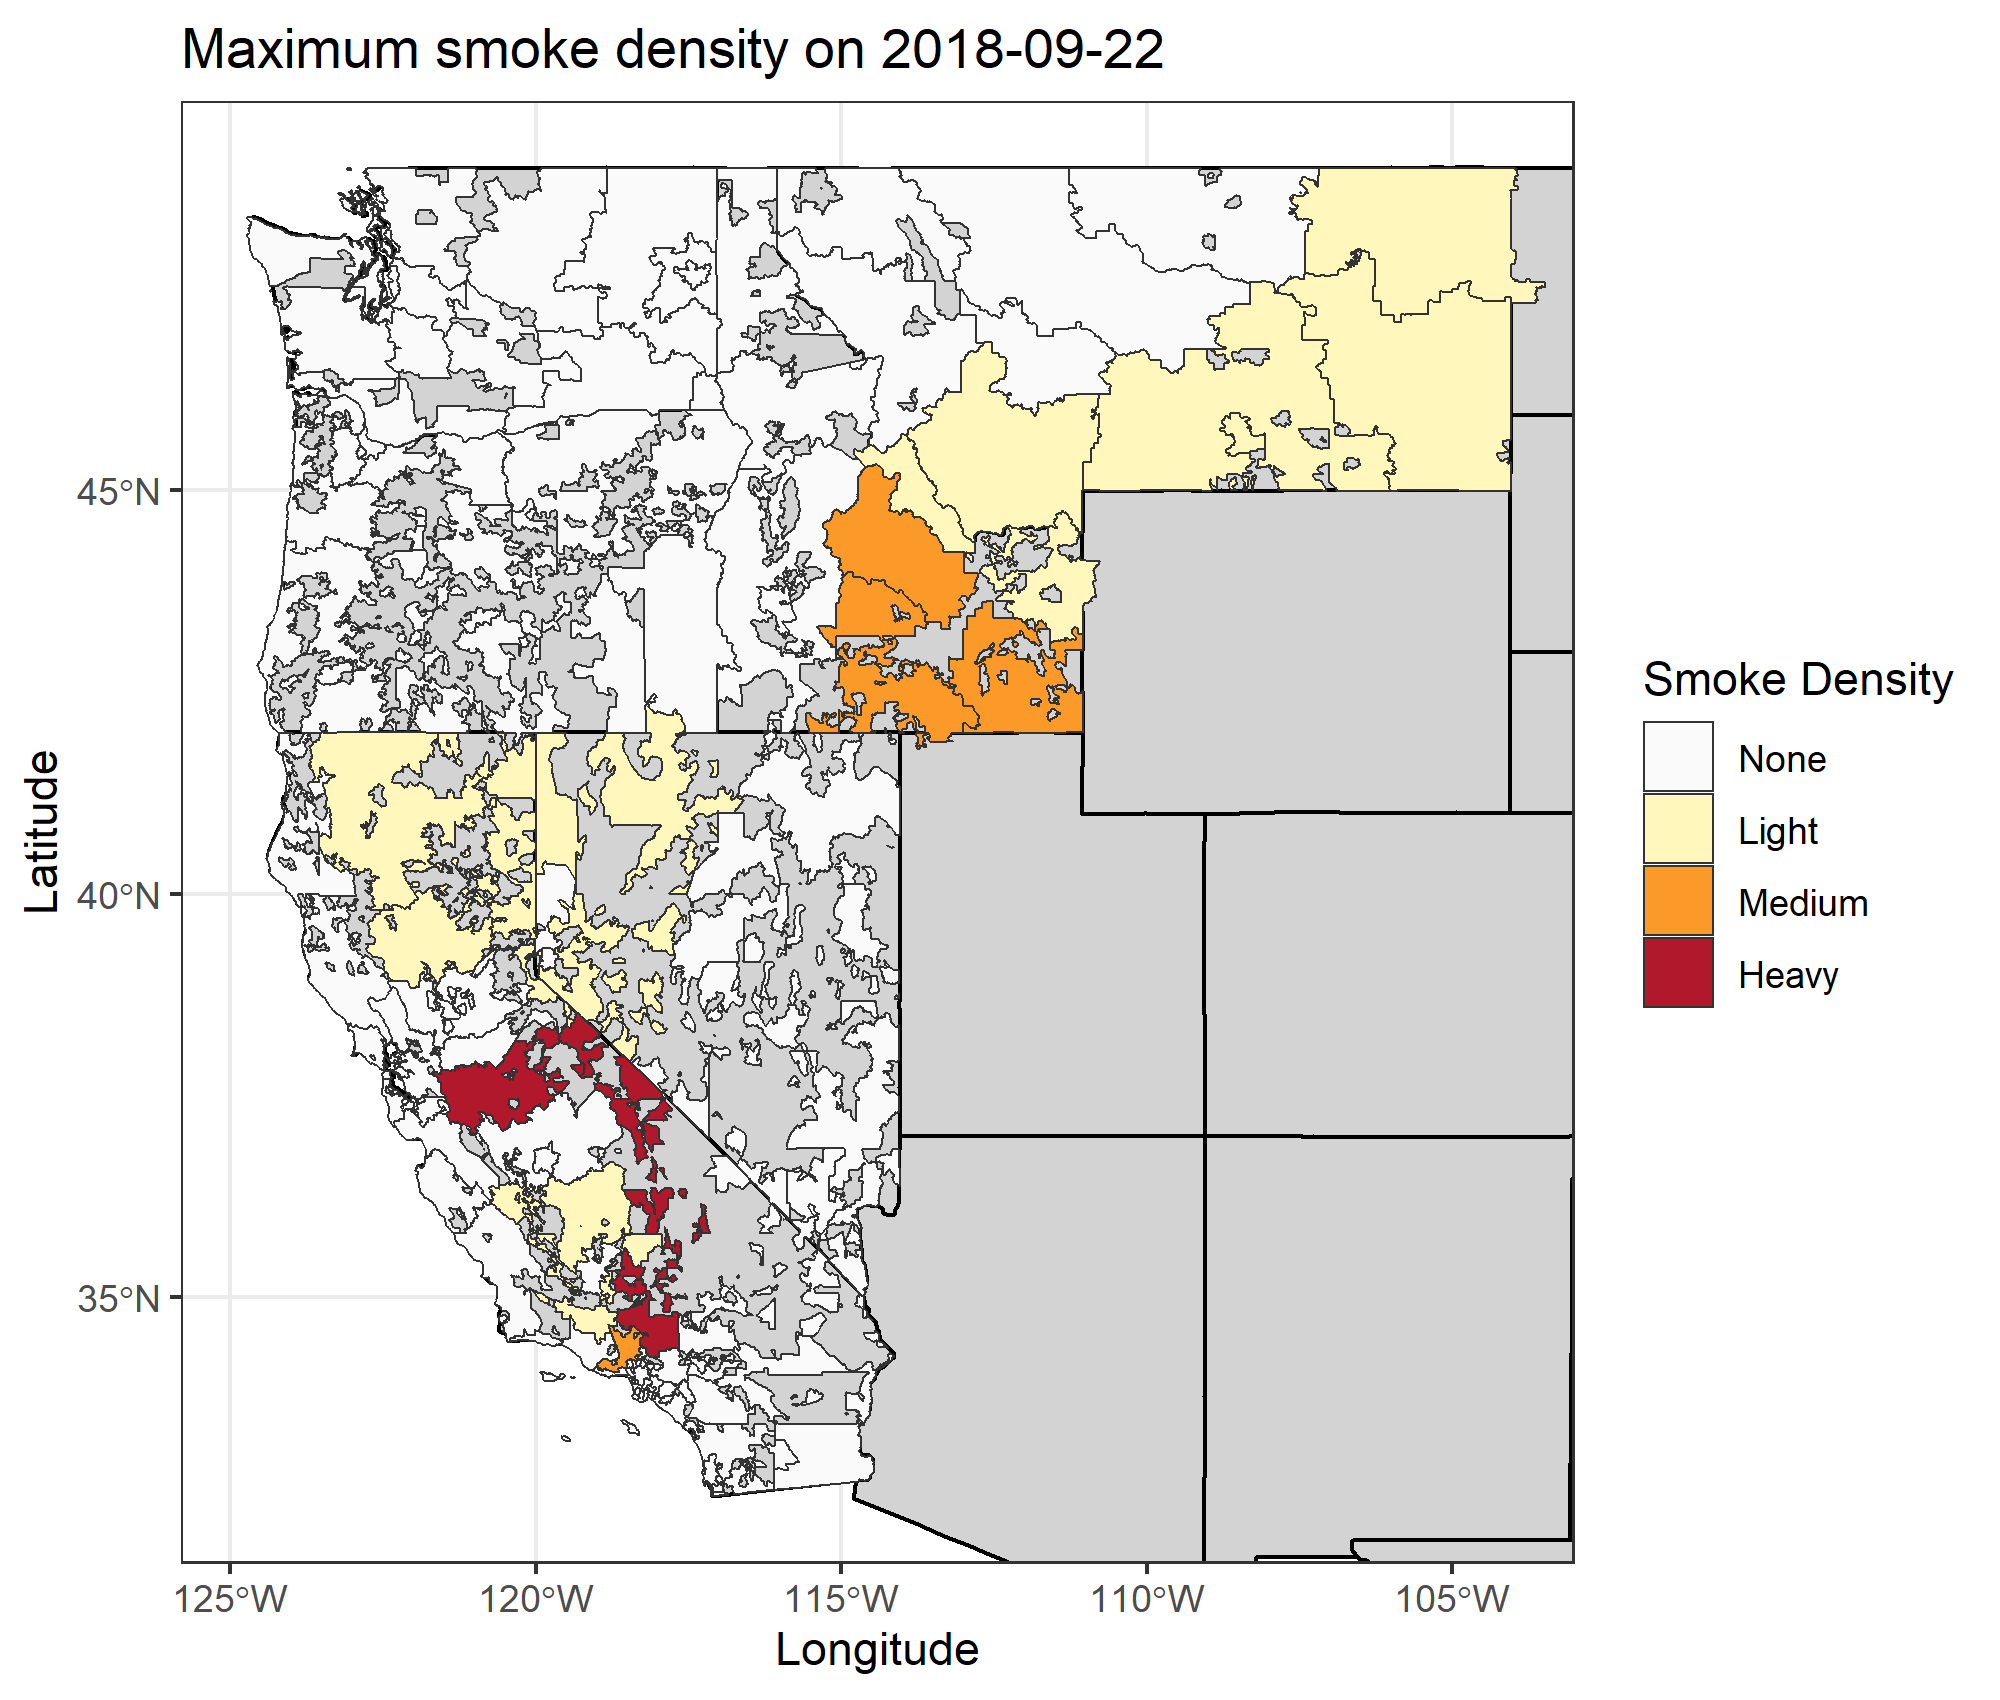 Maximum smoke density on 2018-09-22
45°N
40°N
35°N
Latitude
125°W
120°W
115°W
110°W
105°W
Longitude
Smoke Density
None
Light
Medium
Heavy